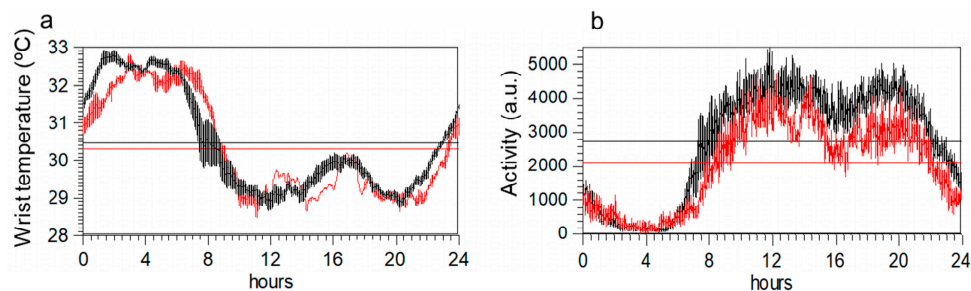 a
Wrist temperature (ºC)
33
32
31
30
29
28
0 4 8 12 16 20 24
hours
b
Activity (a.u.)
5000
4000
3000
2000
1000
0
0 4 8 12 16 20 24
hours